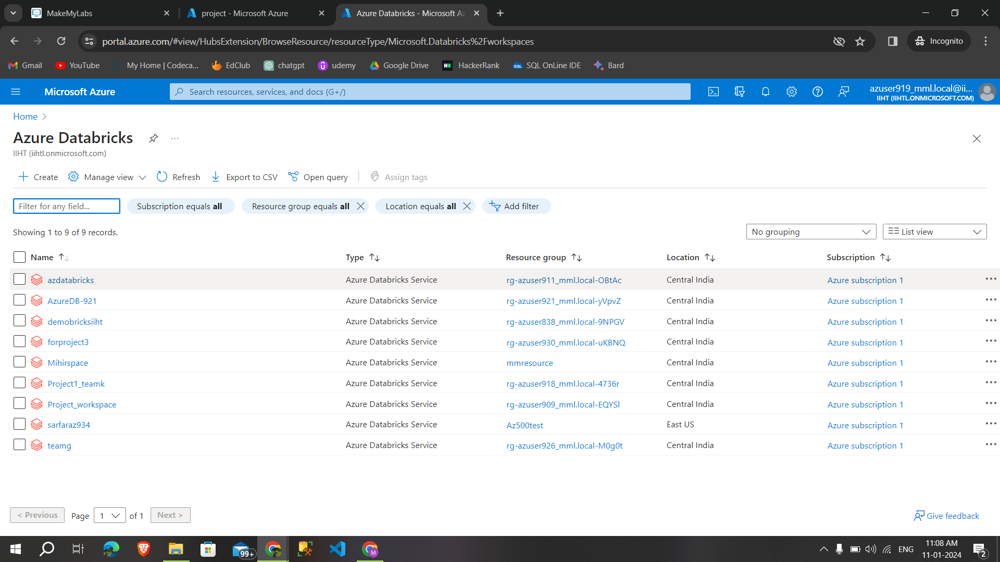 MakeMyLabs
project - Microsoft Azure
Azure Databricks - Microsoft Az
portal.azure.com/#view/HubsExtension/BrowseResource/resourceType/Microsoft.Databricks%2Fworkspaces
Incognito
Gmail
YouTube
My Home | Codeca...
EdClub
chatgpt
udemy
Google Drive
HackerRank
SQL OnLine IDE
Bard
Microsoft Azure
Search resources, services, and docs (G+/)
azuser919_mml.local@ii...
IIHT (IIHTL.ONMICROSOFT.COM)
Home
Azure Databricks
...
IIHT (iihtl.onmicrosoft.com)
Create
Manage view
Refresh
Export to CSV
Open query
Assign tags
Filter for any field...
Subscription equals all
Resource group equals all
Location equals all
Add filter
Showing 1 to 9 of 9 records.
No grouping
List view
Name Type Resource group Location Subscription
azdatabricks Azure Databricks Service rg-azuser911_mml.local-OBtAc Central India Azure subscription 1
AzureDB-921 Azure Databricks Service rg-azuser921_mml.local-yVpvZ Central India Azure subscription 1
demobricksiiht Azure Databricks Service rg-azuser838_mml.local-9NPGV Central India Azure subscription 1
forproject3 Azure Databricks Service rg-azuser930_mml.local-uKBNQ Central India Azure subscription 1
Mihirspace Azure Databricks Service mmresource Central India Azure subscription 1
Project1_teamk Azure Databricks Service rg-azuser918_mml.local-4736r Central India Azure subscription 1
Project_workspace Azure Databricks Service rg-azuser909_mml.local-EQYSl Central India Azure subscription 1
sarfaraz934 Azure Databricks Service Az500test East US Azure subscription 1
teamg Azure Databricks Service rg-azuser926_mml.local-M0g0t Central India Azure subscription 1
< Previous
Page 1 of 1
Next >
Give feedback
99+
M
ENG
11:08 AM
11-01-2024
2